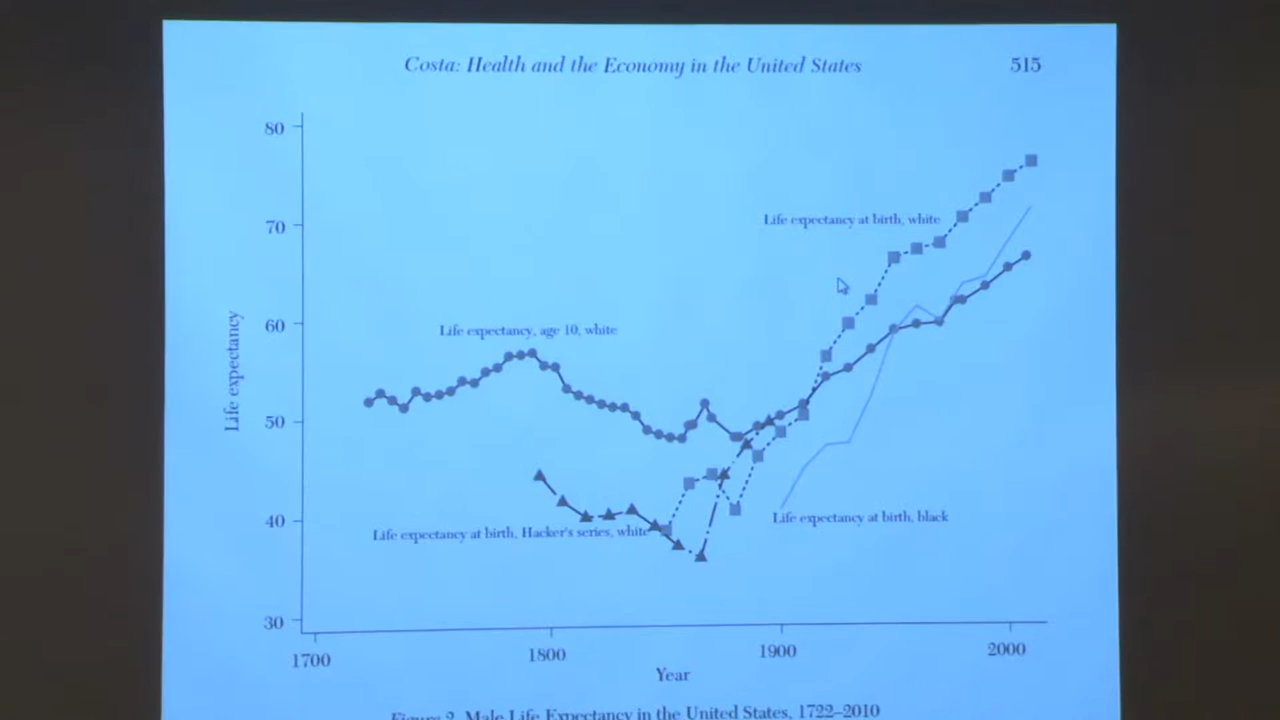 Costa: Health and the Economy in the United States 515
80
70
60
50
40
30
Life expectancy
Life expectancy at birth, white
Life expectancy, age 10, white
Life expectancy at birth, Hacker's series, white
Life expectancy at birth, black
1700 1800 1900 2000
Year
Figure 2. Male Life Expectancy in the United States, 1722–2010